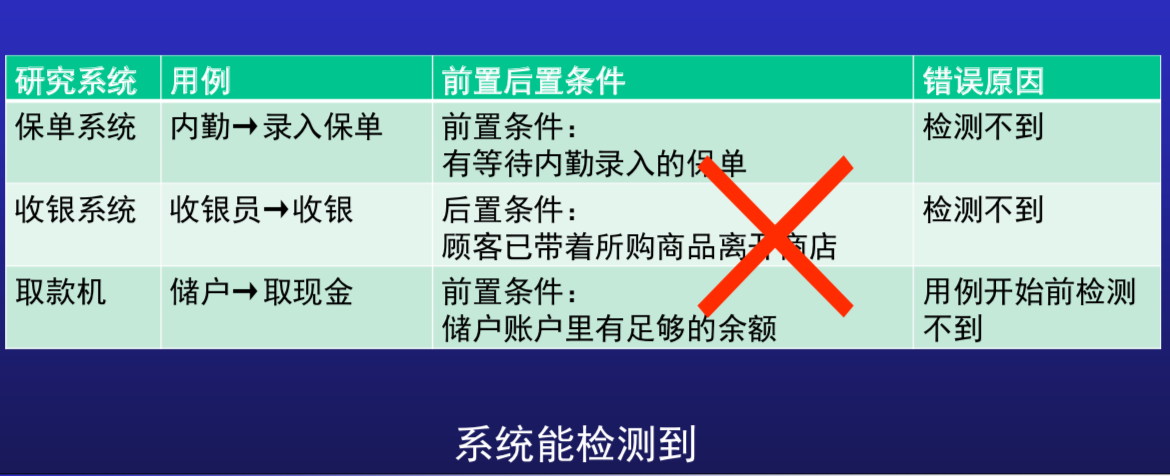 研究系统 用例 前置后置条件 错误原因
保单系统 内勤→录入保单 前置条件： 检测不到
有等待内勤录入的保单
收银系统 收银员→收银 后置条件： 检测不到
顾客已带着所购商品离开商店
取款机 储户→取现金 前置条件： 用例开始前检测
储户账户里有足够的余额 不到
系统能检测到